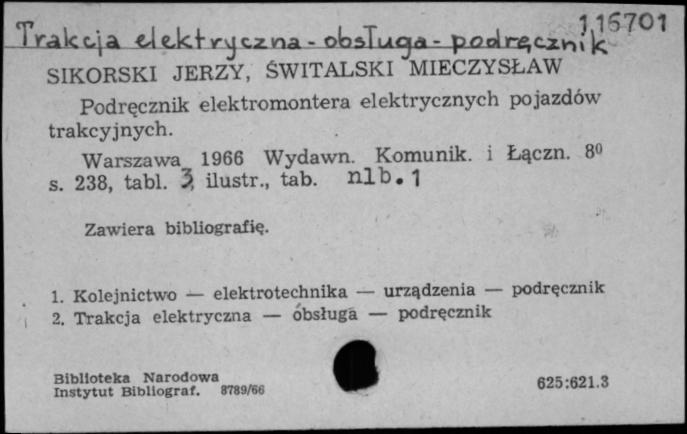 116701
Trakcja elektryczna - obsługa - podręcznik
SIKORSKI JERZY, ŚWITALSKI MIECZYSŁAW
Podręcznik elektromontera elektrycznych pojazdów
trakcyjnych.
Warszawa 1966 Wydawn. Komunik. i Łączn. 8⁰
s. 238, tabl. 3, ilustr., tab. nlb. 1
Zawiera bibliografię.
1. Kolejnictwo — elektrotechnika — urządzenia — podręcznik
2. Trakcja elektryczna — obsługa — podręcznik
Biblioteka Narodowa
Instytut Bibliograf. 8789/66
625:621.3